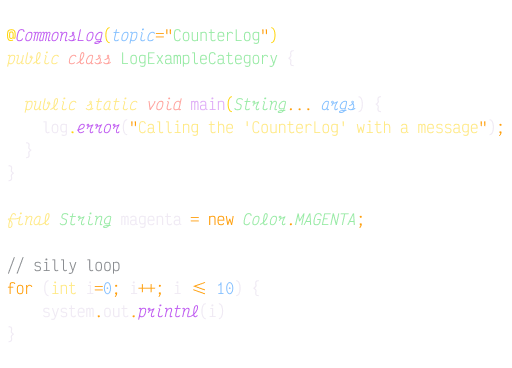 @CommonsLog(topic="CounterLog")
public class LogExampleCategory {
public static void main(String... args) {
log.error("Calling the 'CounterLog' with a message");
}
}
final String magenta = new Color.MAGENTA;
// silly loop
for (int i=0; i++; i ≤ 10) {
system.out.printnl(i)
}